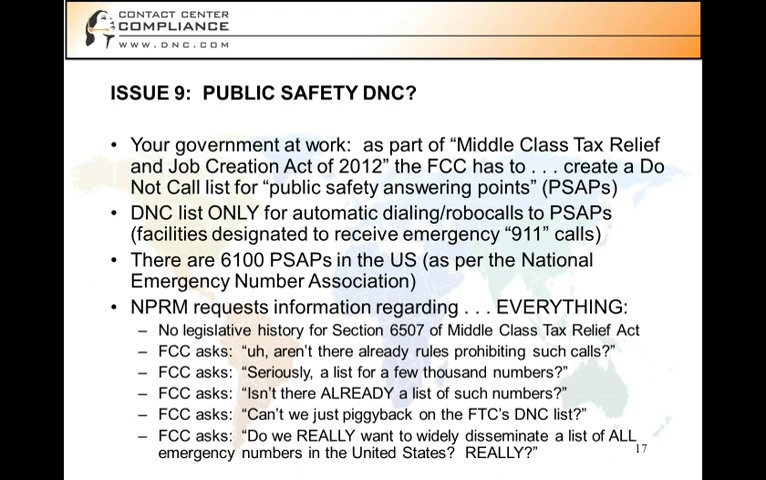 CONTACT CENTER
COMPLIANCE
WWW.DNC.COM
ISSUE 9: PUBLIC SAFETY DNC?
• Your government at work: as part of “Middle Class Tax Relief
and Job Creation Act of 2012” the FCC has to . . . create a Do
Not Call list for “public safety answering points” (PSAPs)
• DNC list ONLY for automatic dialing/robocalls to PSAPs
(facilities designated to receive emergency “911” calls)
• There are 6100 PSAPs in the US (as per the National
Emergency Number Association)
• NPRM requests information regarding . . . EVERYTHING:
– No legislative history for Section 6507 of Middle Class Tax Relief Act
– FCC asks: “uh, aren’t there already rules prohibiting such calls?”
– FCC asks: “Seriously, a list for a few thousand numbers?”
– FCC asks: “Isn’t there ALREADY a list of such numbers?”
– FCC asks: “Can’t we just piggyback on the FTC’s DNC list?”
– FCC asks: “Do we REALLY want to widely disseminate a list of ALL
emergency numbers in the United States? REALLY?”
17